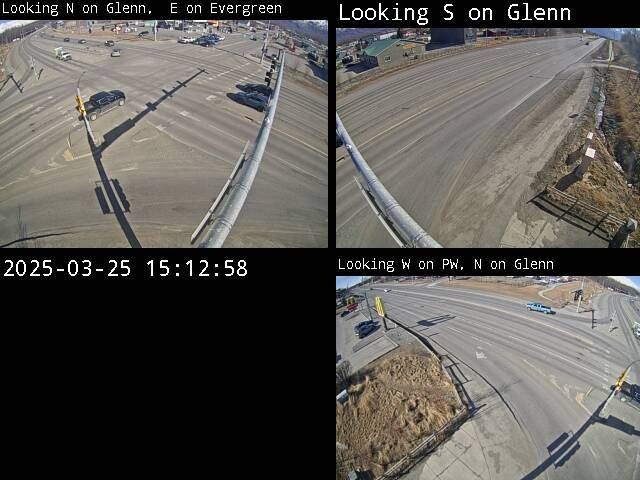 Looking N on Glenn,  E on Evergreen
Looking S on Glenn
2025-03-25 15:12:58
Looking W on PW, N on Glenn